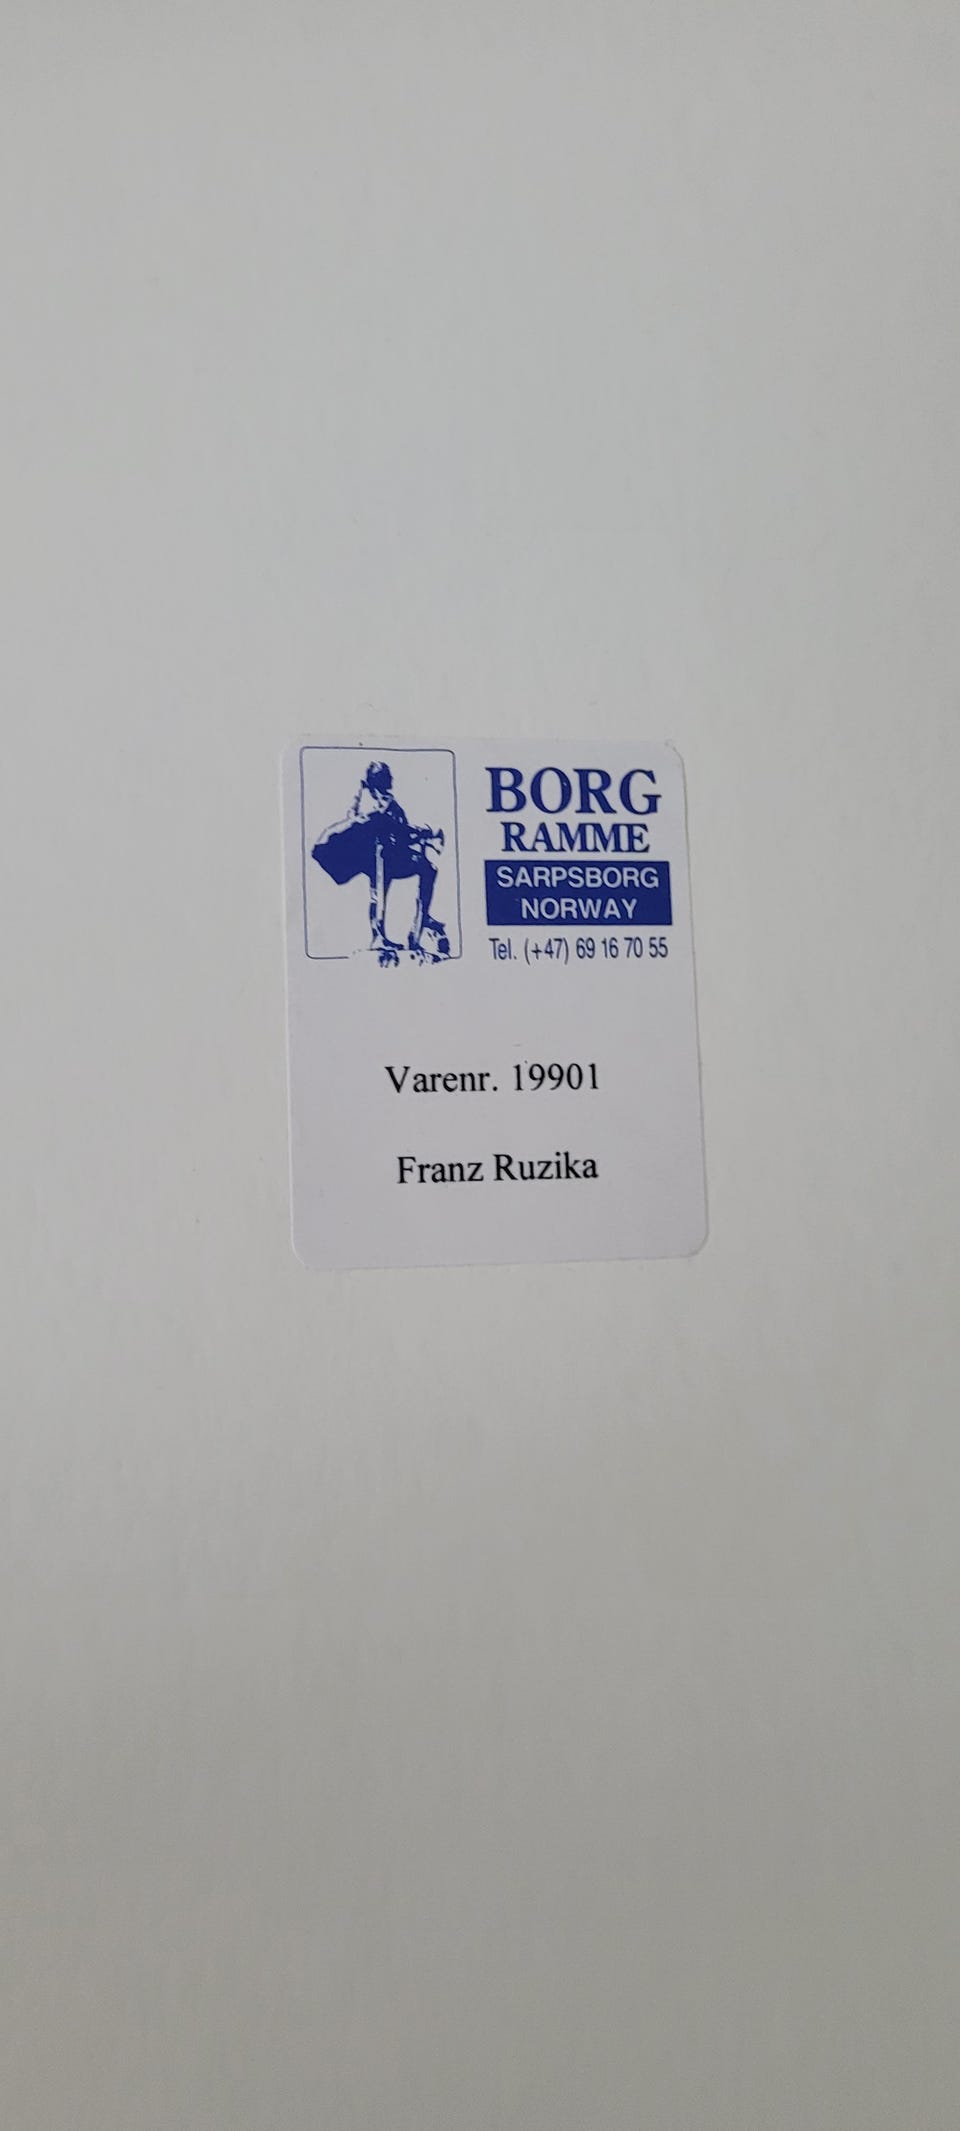 BORG
RAMME
SARPSBORG
NORWAY
Tel. (+47) 69 16 70 55
Varenr. 19901
Franz Ruzika